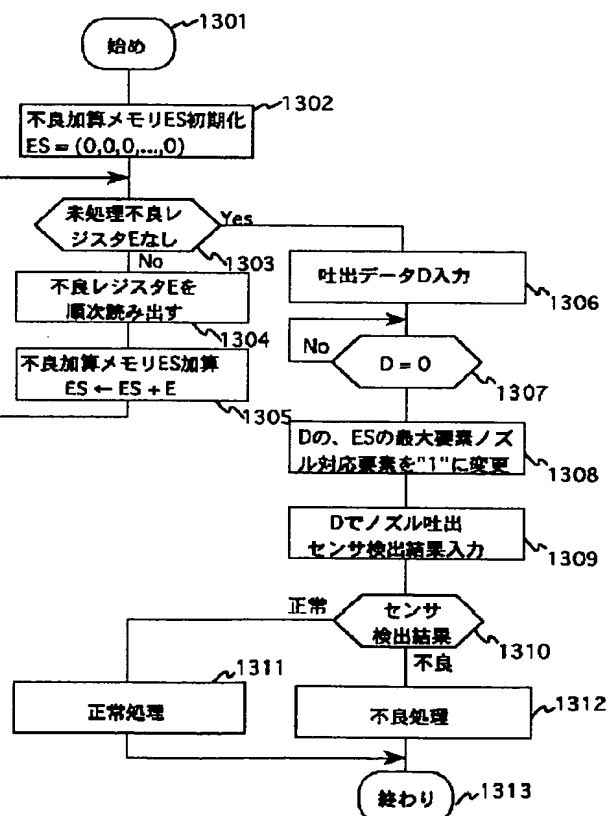 1301
始め
1302
不良加算メモリES初期化
ES = (0,0,0,...,0)
未処理不良レ
ジスタEなし
Yes
1303
No
不良レジスタEを
順次読み出す
1304
不良加算メモリES加算
ES ← ES + E
1305
吐出データD入力
1306
No
D = 0
1307
Dの、ESの最大要素ノズ
ル対応要素を"1"に変更
1308
Dでノズル吐出
センサ検出結果入力
1309
正常
センサ
検出結果
1310
不良
1311
正常処理
不良処理
1312
終わり
1313